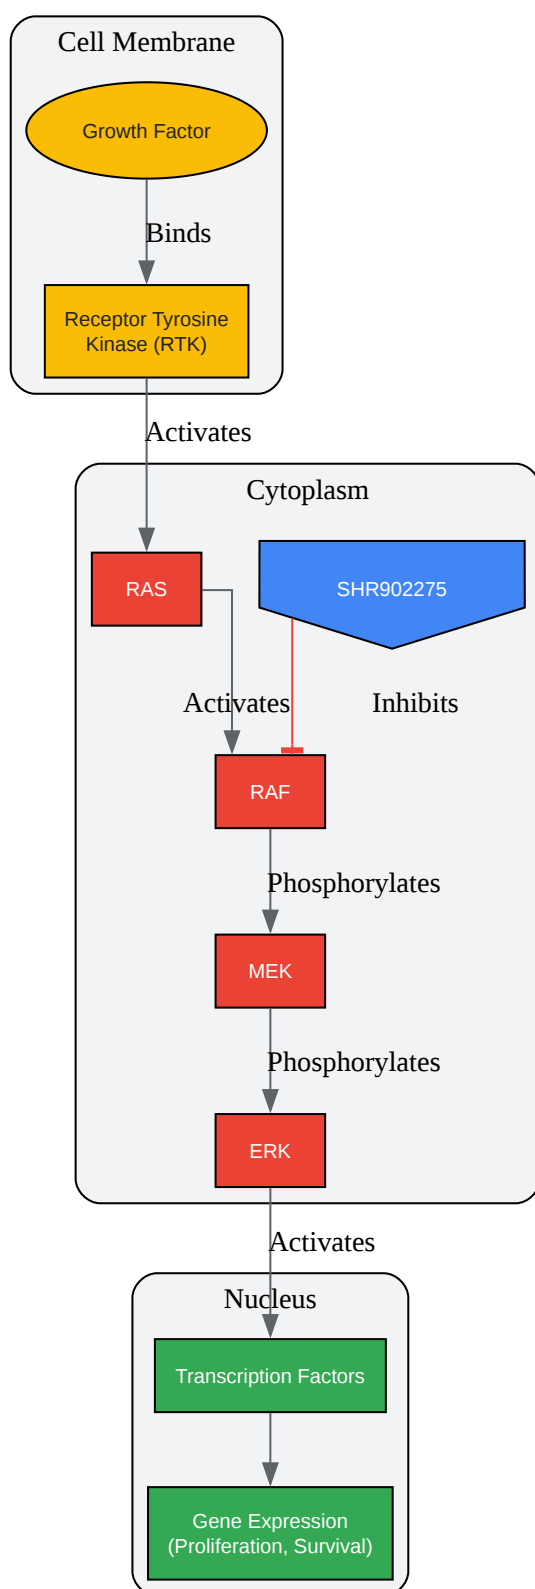 Cell Membrane
Growth Factor
Binds
Receptor Tyrosine
Kinase (RTK)
Activates
Cytoplasm
RAS
SHR902275
Activates
Inhibits
RAF
Phosphorylates
MEK
Phosphorylates
ERK
Activates
Nucleus
Transcription Factors
Gene Expression
(Proliferation, Survival)